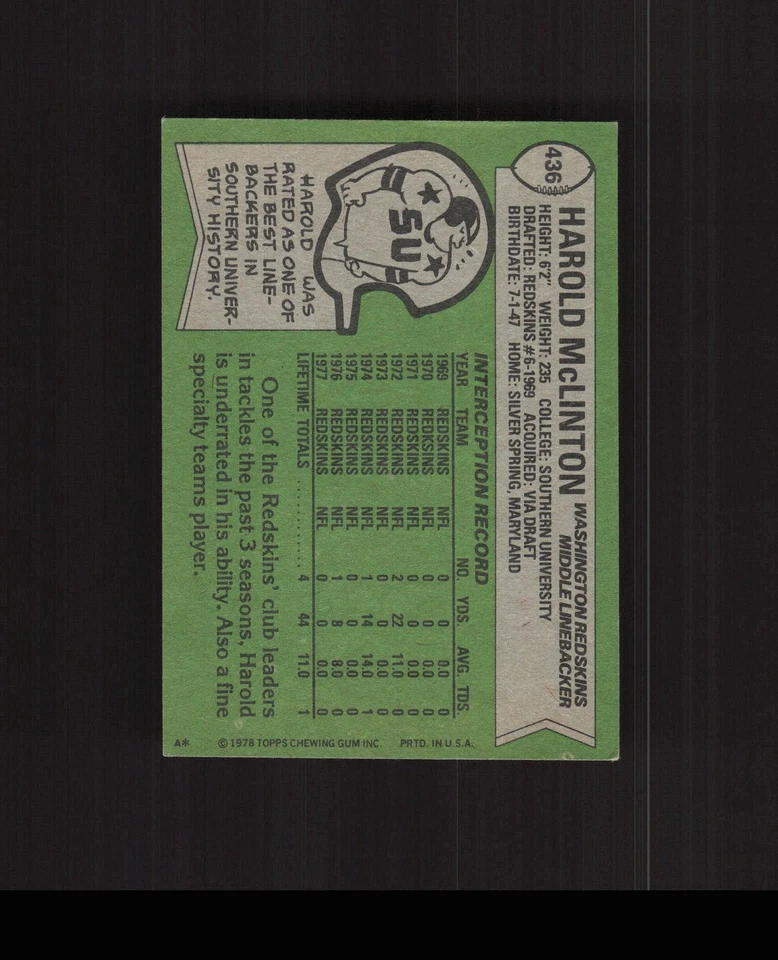 436
HAROLD McLINTON
WASHINGTON REDSKINS
MIDDLE LINEBACKER
HEIGHT: 6'2" WEIGHT: 235 COLLEGE: SOUTHERN UNIVERSITY
DRAFTED: REDSKINS #6-1969 ACQUIRED: VIA DRAFT
BIRTHDATE: 7-1-47 HOME: SILVER SPRING, MARYLAND
SU
HAROLD WAS
RATED AS ONE OF
THE BEST LINE-
BACKERS IN
SOUTHERN UNIVER-
SITY HISTORY.
INTERCEPTION RECORD
YEAR TEAM NO. YDS. AVG. TDS.
1969 REDSKINS NFL 0 0 0.0 0
1970 REDKSINS NFL 0 0 0.0 0
1971 REDSKINS NFL 0 0 0.0 0
1972 REDSKINS NFL 2 22 11.0 0
1973 REDSKINS NFL 0 0 0.0 0
1974 REDSKINS NFL 1 14 14.0 1
1975 REDSKINS NFL 0 0 0.0 0
1976 REDSKINS NFL 1 8 8.0 0
1977 REDSKINS NFL 0 0 0.0 0
LIFETIME TOTALS ............ 4 44 11.0 1
One of the Redskins' club leaders
in tackles the past 3 seasons, Harold
is underrated in his ability. Also a fine
specialty teams player.
A* © 1978 TOPPS CHEWING GUM INC. PRTD. IN U.S.A.